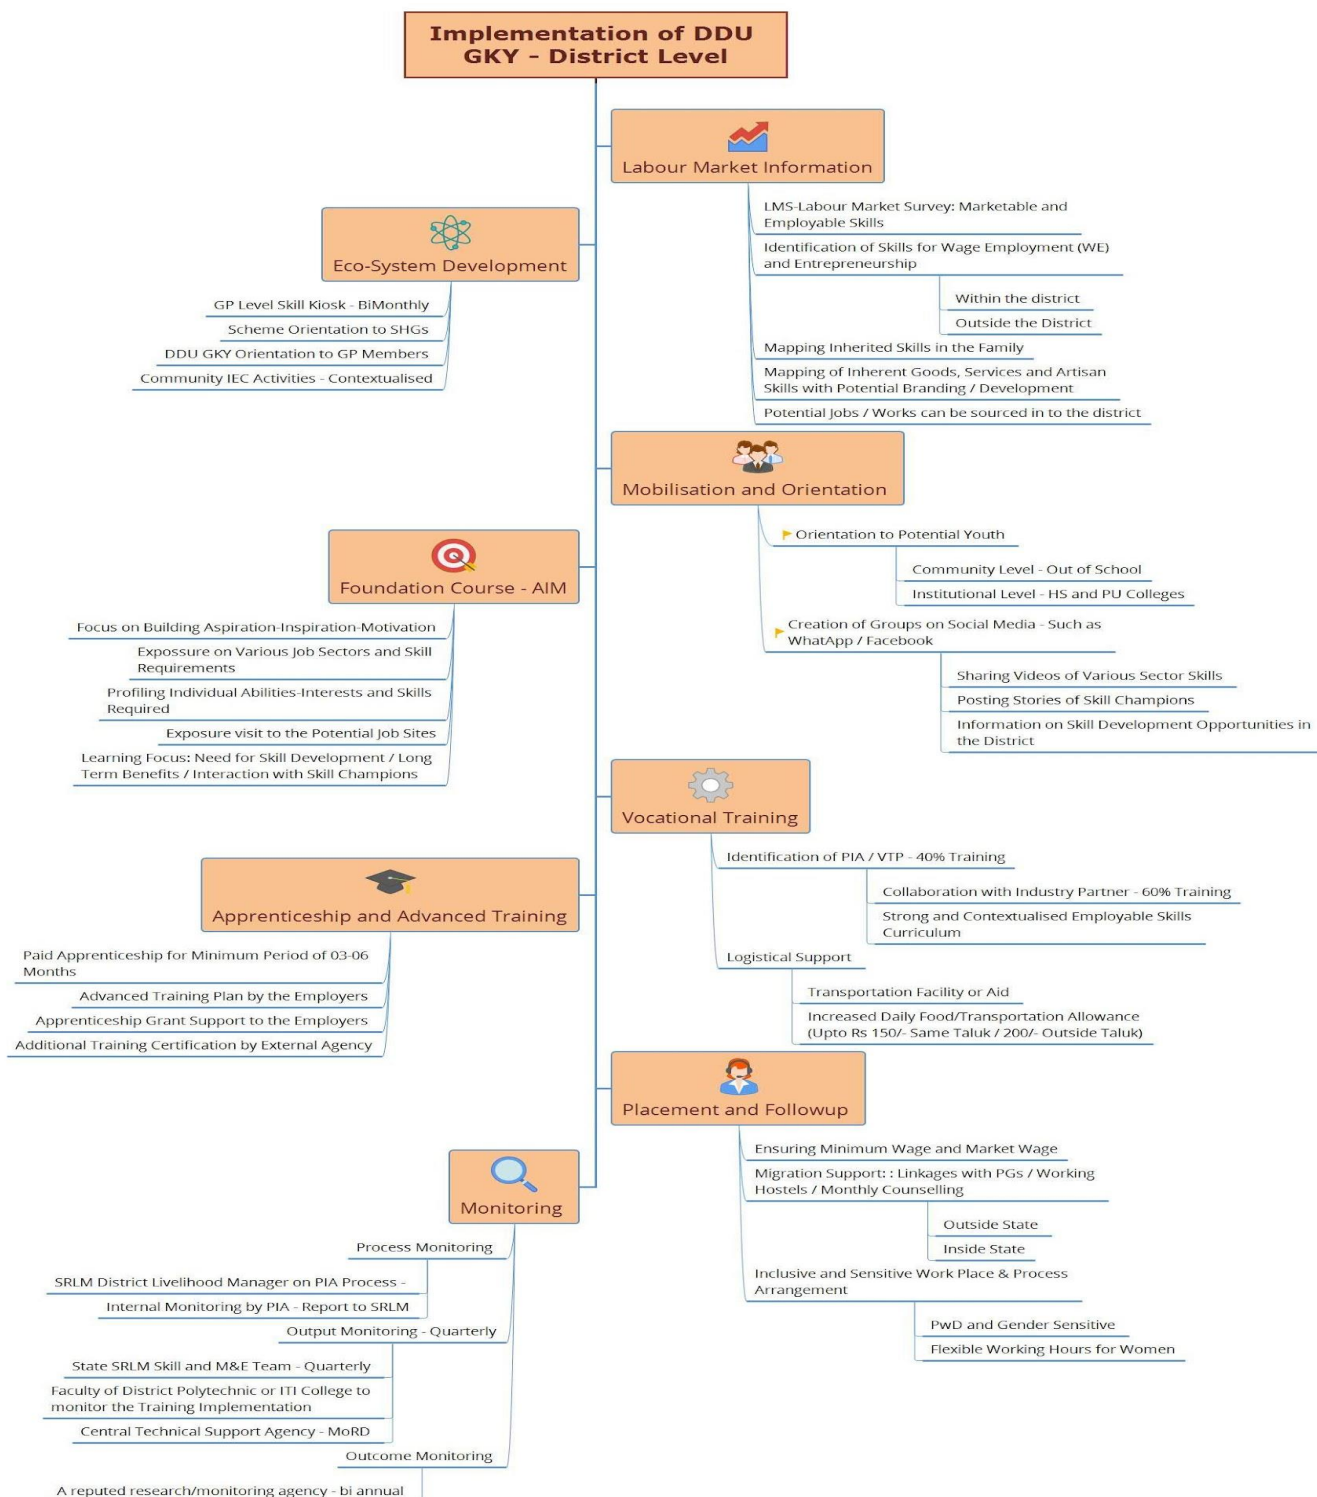 Implementation of DDU
GKY - District Level
Labour Market Information
LMS-Labour Market Survey: Marketable and
Employable Skills
Identification of Skills for Wage Employment (WE)
and Entrepreneurship
Within the district
Outside the District
Mapping Inherited Skills in the Family
Mapping of Inherent Goods, Services and Artisan
Skills with Potential Branding / Development
Potential Jobs / Works can be sourced in to the district
Eco-System Development
GP Level Skill Kiosk - BiMonthly
Scheme Orientation to SHGs
DDU GKY Orientation to GP Members
Community IEC Activities - Contextualised
Mobilisation and Orientation
Orientation to Potential Youth
Community Level - Out of School
Institutional Level - HS and PU Colleges
Creation of Groups on Social Media - Such as
WhatApp / Facebook
Sharing Videos of Various Sector Skills
Posting Stories of Skill Champions
Information on Skill Development Opportunities in
the District
Foundation Course - AIM
Focus on Building Aspiration-Inspiration-Motivation
Expossure on Various Job Sectors and Skill
Requirements
Profiling Individual Abilities-Interests and Skills
Required
Exposure visit to the Potential Job Sites
Learning Focus: Need for Skill Development / Long
Term Benefits / Interaction with Skill Champions
Vocational Training
Identification of PIA / VTP - 40% Training
Collaboration with Industry Partner - 60% Training
Strong and Contextualised Employable Skills
Curriculum
Logistical Support
Transportation Facility or Aid
Increased Daily Food/Transportation Allowance
(Upto Rs 150/- Same Taluk / 200/- Outside Taluk)
Apprenticeship and Advanced Training
Paid Apprenticeship for Minimum Period of 03-06
Months
Advanced Training Plan by the Employers
Apprenticeship Grant Support to the Employers
Additional Training Certification by External Agency
Placement and Followup
Ensuring Minimum Wage and Market Wage
Migration Support: : Linkages with PGs / Working
Hostels / Monthly Counselling
Outside State
Inside State
Inclusive and Sensitive Work Place & Process
Arrangement
PwD and Gender Sensitive
Flexible Working Hours for Women
Monitoring
Process Monitoring
SRLM District Livelihood Manager on PIA Process -
Internal Monitoring by PIA - Report to SRLM
Output Monitoring - Quarterly
State SRLM Skill and M&E Team - Quarterly
Faculty of District Polytechnic or ITI College to
monitor the Training Implementation
Central Technical Support Agency - MoRD
Outcome Monitoring
A reputed research/monitoring agency - bi annual